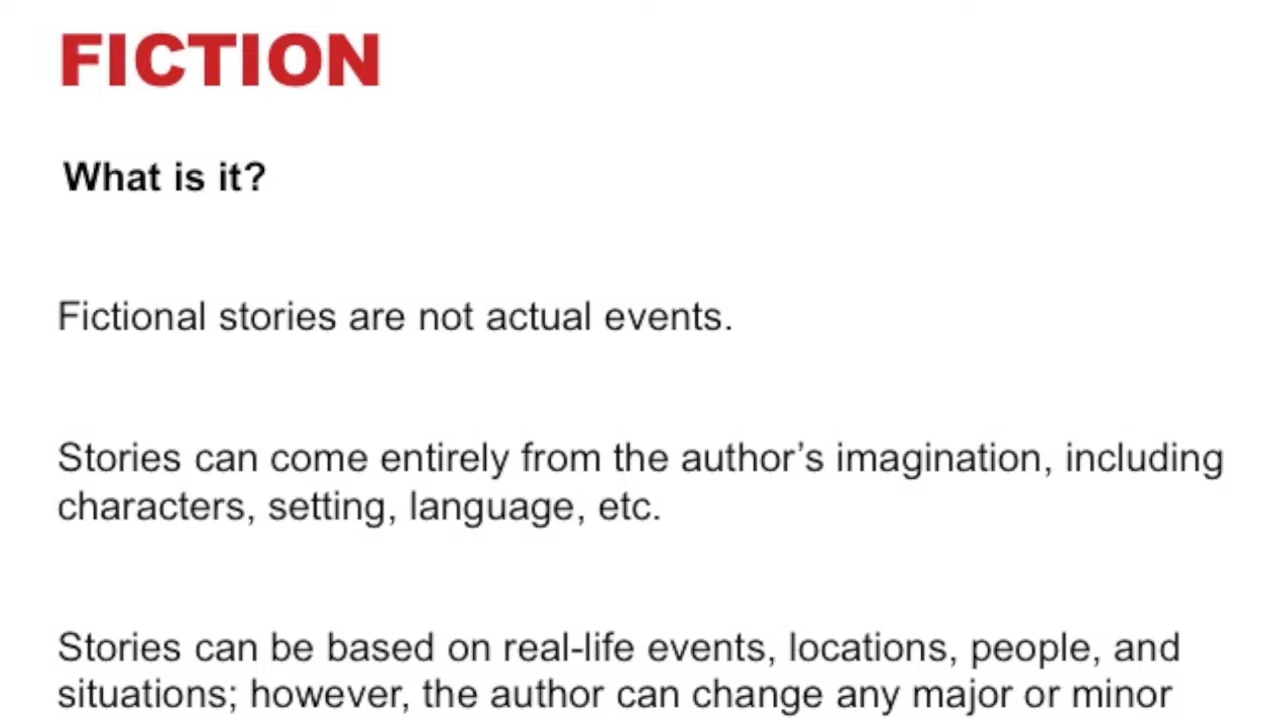 FICTION
What is it?
Fictional stories are not actual events.
Stories can come entirely from the author’s imagination, including
characters, setting, language, etc.
Stories can be based on real-life events, locations, people, and
situations; however, the author can change any major or minor